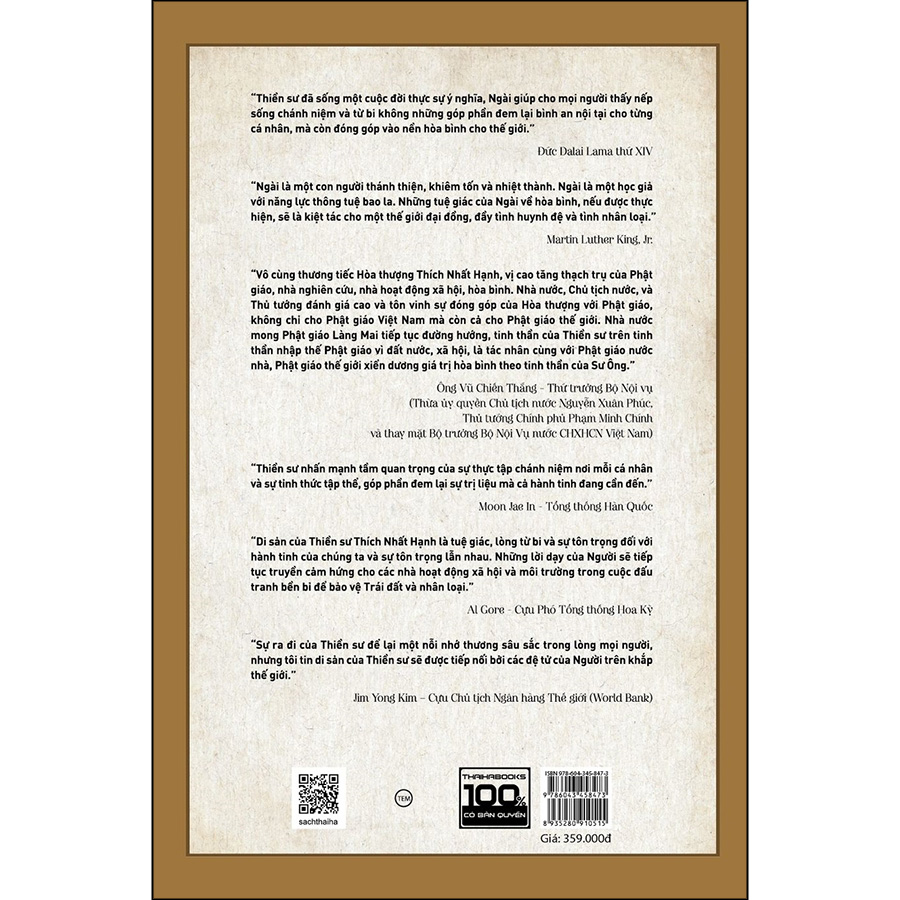 “Thiền sư đã sống một cuộc đời thực sự ý nghĩa, Ngài giúp cho mọi người thấy nếp
sống chánh niệm và từ bi không những góp phần đem lại bình an nội tại cho từng
cá nhân, mà còn đóng góp vào nền hòa bình cho thế giới.”
Đức Dalai Lama thứ XIV
“Ngài là một con người thánh thiện, khiêm tốn và nhiệt thành. Ngài là một học giả
với năng lực thông tuệ bao la. Những tuệ giác của Ngài về hòa bình, nếu được thực
hiện, sẽ là kiệt tác cho một thế giới đại đồng, đầy tình huynh đệ và tình nhân loại.”
Martin Luther King, Jr.
“Vô cùng thương tiếc Hòa thượng Thích Nhất Hạnh, vị cao tăng thạch trụ của Phật
giáo, nhà nghiên cứu, nhà hoạt động xã hội, hòa bình. Nhà nước, Chủ tịch nước, và
Thủ tướng đánh giá cao và tôn vinh sự đóng góp của Hòa thượng với Phật giáo,
không chỉ cho Phật giáo Việt Nam mà còn cả cho Phật giáo thế giới. Nhà nước
mong Phật giáo Làng Mai tiếp tục đường hướng, tinh thần của Thiền sư trên tinh
thần nhập thế Phật giáo vì đất nước, xã hội, là tác nhân cùng với Phật giáo nước
nhà, Phật giáo thế giới xiển dương giá trị hòa bình theo tinh thần của Sư Ông.”
Ông Vũ Chiến Thắng - Thứ trưởng Bộ Nội vụ
(Thừa ủy quyền Chủ tịch nước Nguyễn Xuân Phúc,
Thủ tướng Chính phủ Phạm Minh Chính
và thay mặt Bộ trưởng Bộ Nội Vụ nước CHXHCN Việt Nam)
“Thiền sư nhấn mạnh tầm quan trọng của sự thực tập chánh niệm nơi mỗi cá nhân
và sự tỉnh thức tập thể, góp phần đem lại sự trị liệu mà cả hành tinh đang cần đến.”
Moon Jae In - Tổng thống Hàn Quốc
“Di sản của Thiền sư Thích Nhất Hạnh là tuệ giác, lòng từ bi và sự tôn trọng đối với
hành tinh của chúng ta và sự tôn trọng lẫn nhau. Những lời dạy của Người sẽ tiếp
tục truyền cảm hứng cho các nhà hoạt động xã hội và môi trường trong cuộc đấu
tranh bền bỉ để bảo vệ Trái đất và nhân loại.”
Al Gore - Cựu Phó Tổng thống Hoa Kỳ
“Sự ra đi của Thiền sư để lại một nỗi nhớ thương sâu sắc trong lòng mọi người,
nhưng tôi tin di sản của Thiền sư sẽ được tiếp nối bởi các đệ tử của Người trên khắp
thế giới.”
Jim Yong Kim – Cựu Chủ tịch Ngân hàng Thế giới (World Bank)
sachthaiha
TEM
THAIHABOOKS
100%
CÓ BẢN QUYỀN
ISBN 978-604-345-847-3
9 786043 458473
8 935280 910515
Giá: 359.000đ